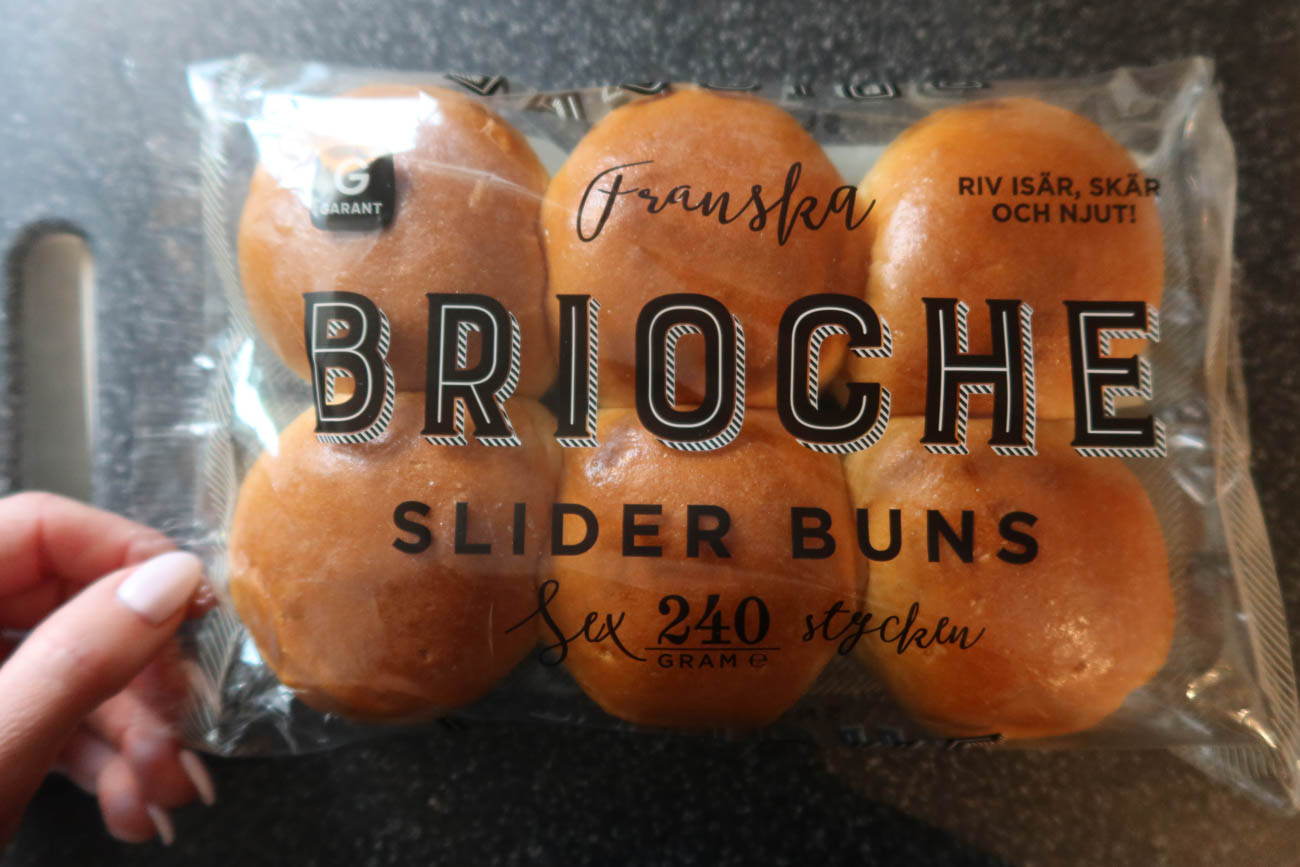 G
GARANT
Franska
RIV ISÄR, SKÄR
OCH NJUT!
BRIOCHE
SLIDER BUNS
Sex 240 stycken
GRAM ℮